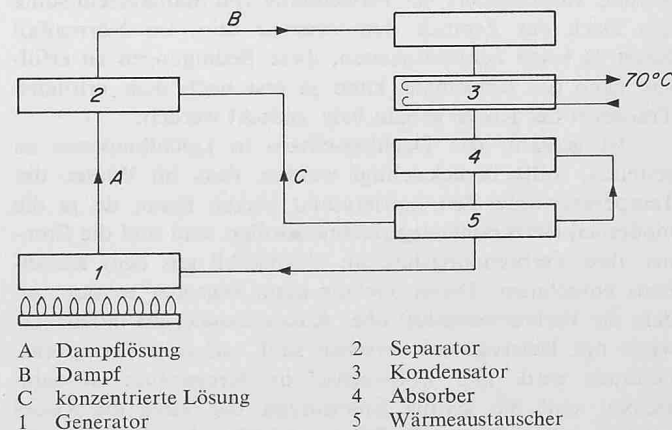 B
70°C
2
3
4
A
C
5
1
A Dampflösung
B Dampf
C konzentrierte Lösung
1 Generator
2 Separator
3 Kondensator
4 Absorber
5 Wärmeaustauscher